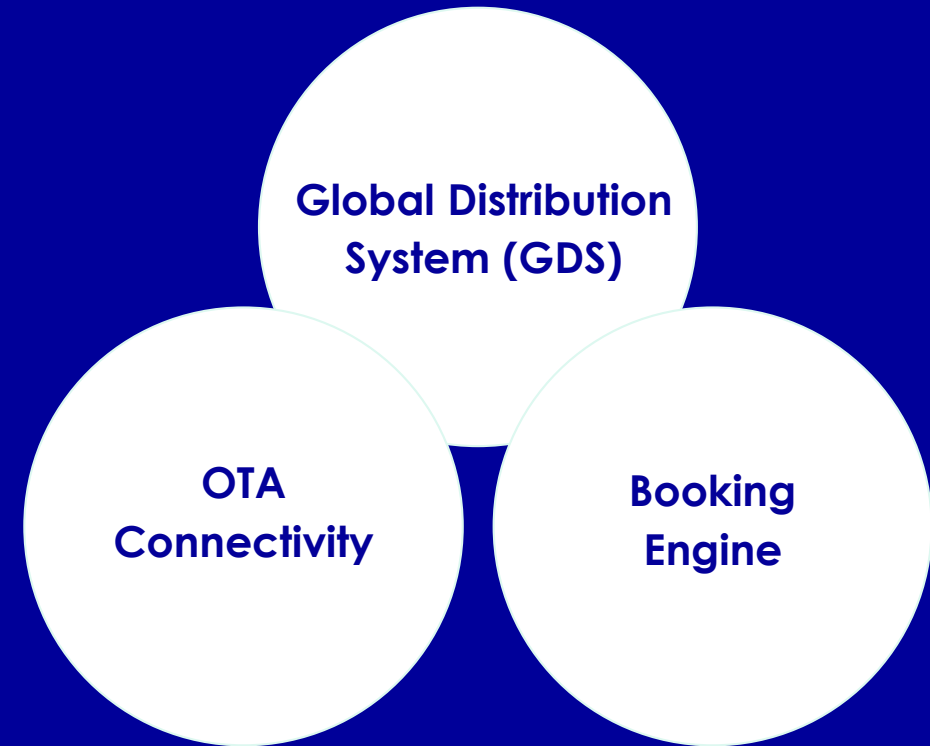 Global Distribution
System (GDS)
OTA
Connectivity
Booking
Engine